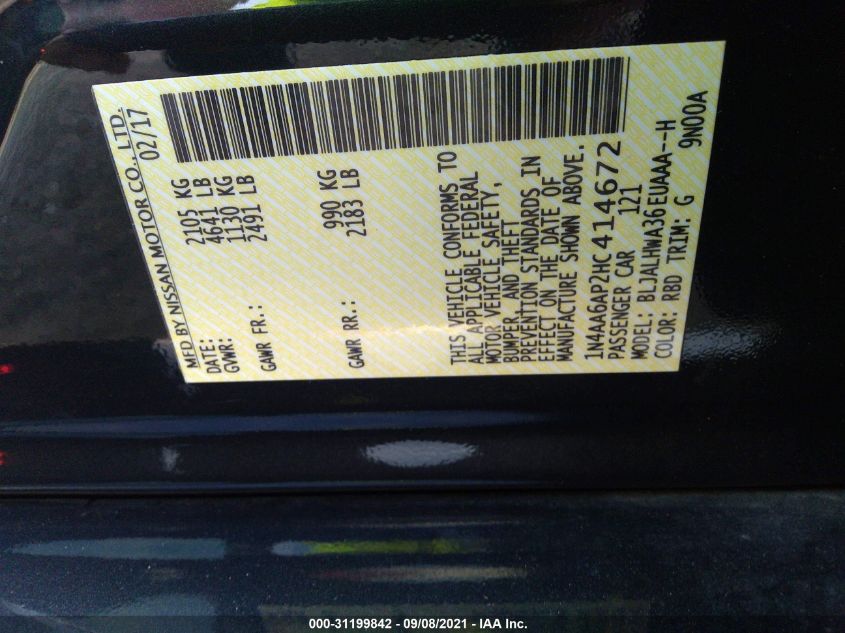 MFD BY NISSAN MOTOR CO., LTD.
DATE: 02/17
GVWR: 2105 KG
4641 LB
GAWR FR.: 1130 KG
2491 LB
GAWR RR.: 990 KG
2183 LB
THIS VEHICLE CONFORMS TO
ALL APPLICABLE FEDERAL
MOTOR VEHICLE SAFETY,
BUMPER, AND THEFT
PREVENTION STANDARDS IN
EFFECT ON THE DATE OF
MANUFACTURE SHOWN ABOVE.
1N4AA6AP2HC414672
PASSENGER CAR 121
MODEL: BLJALHWA36EUAAA--H
COLOR: RBD TRIM: G 9N00A
000-31199842 - 09/08/2021 - IAA Inc.